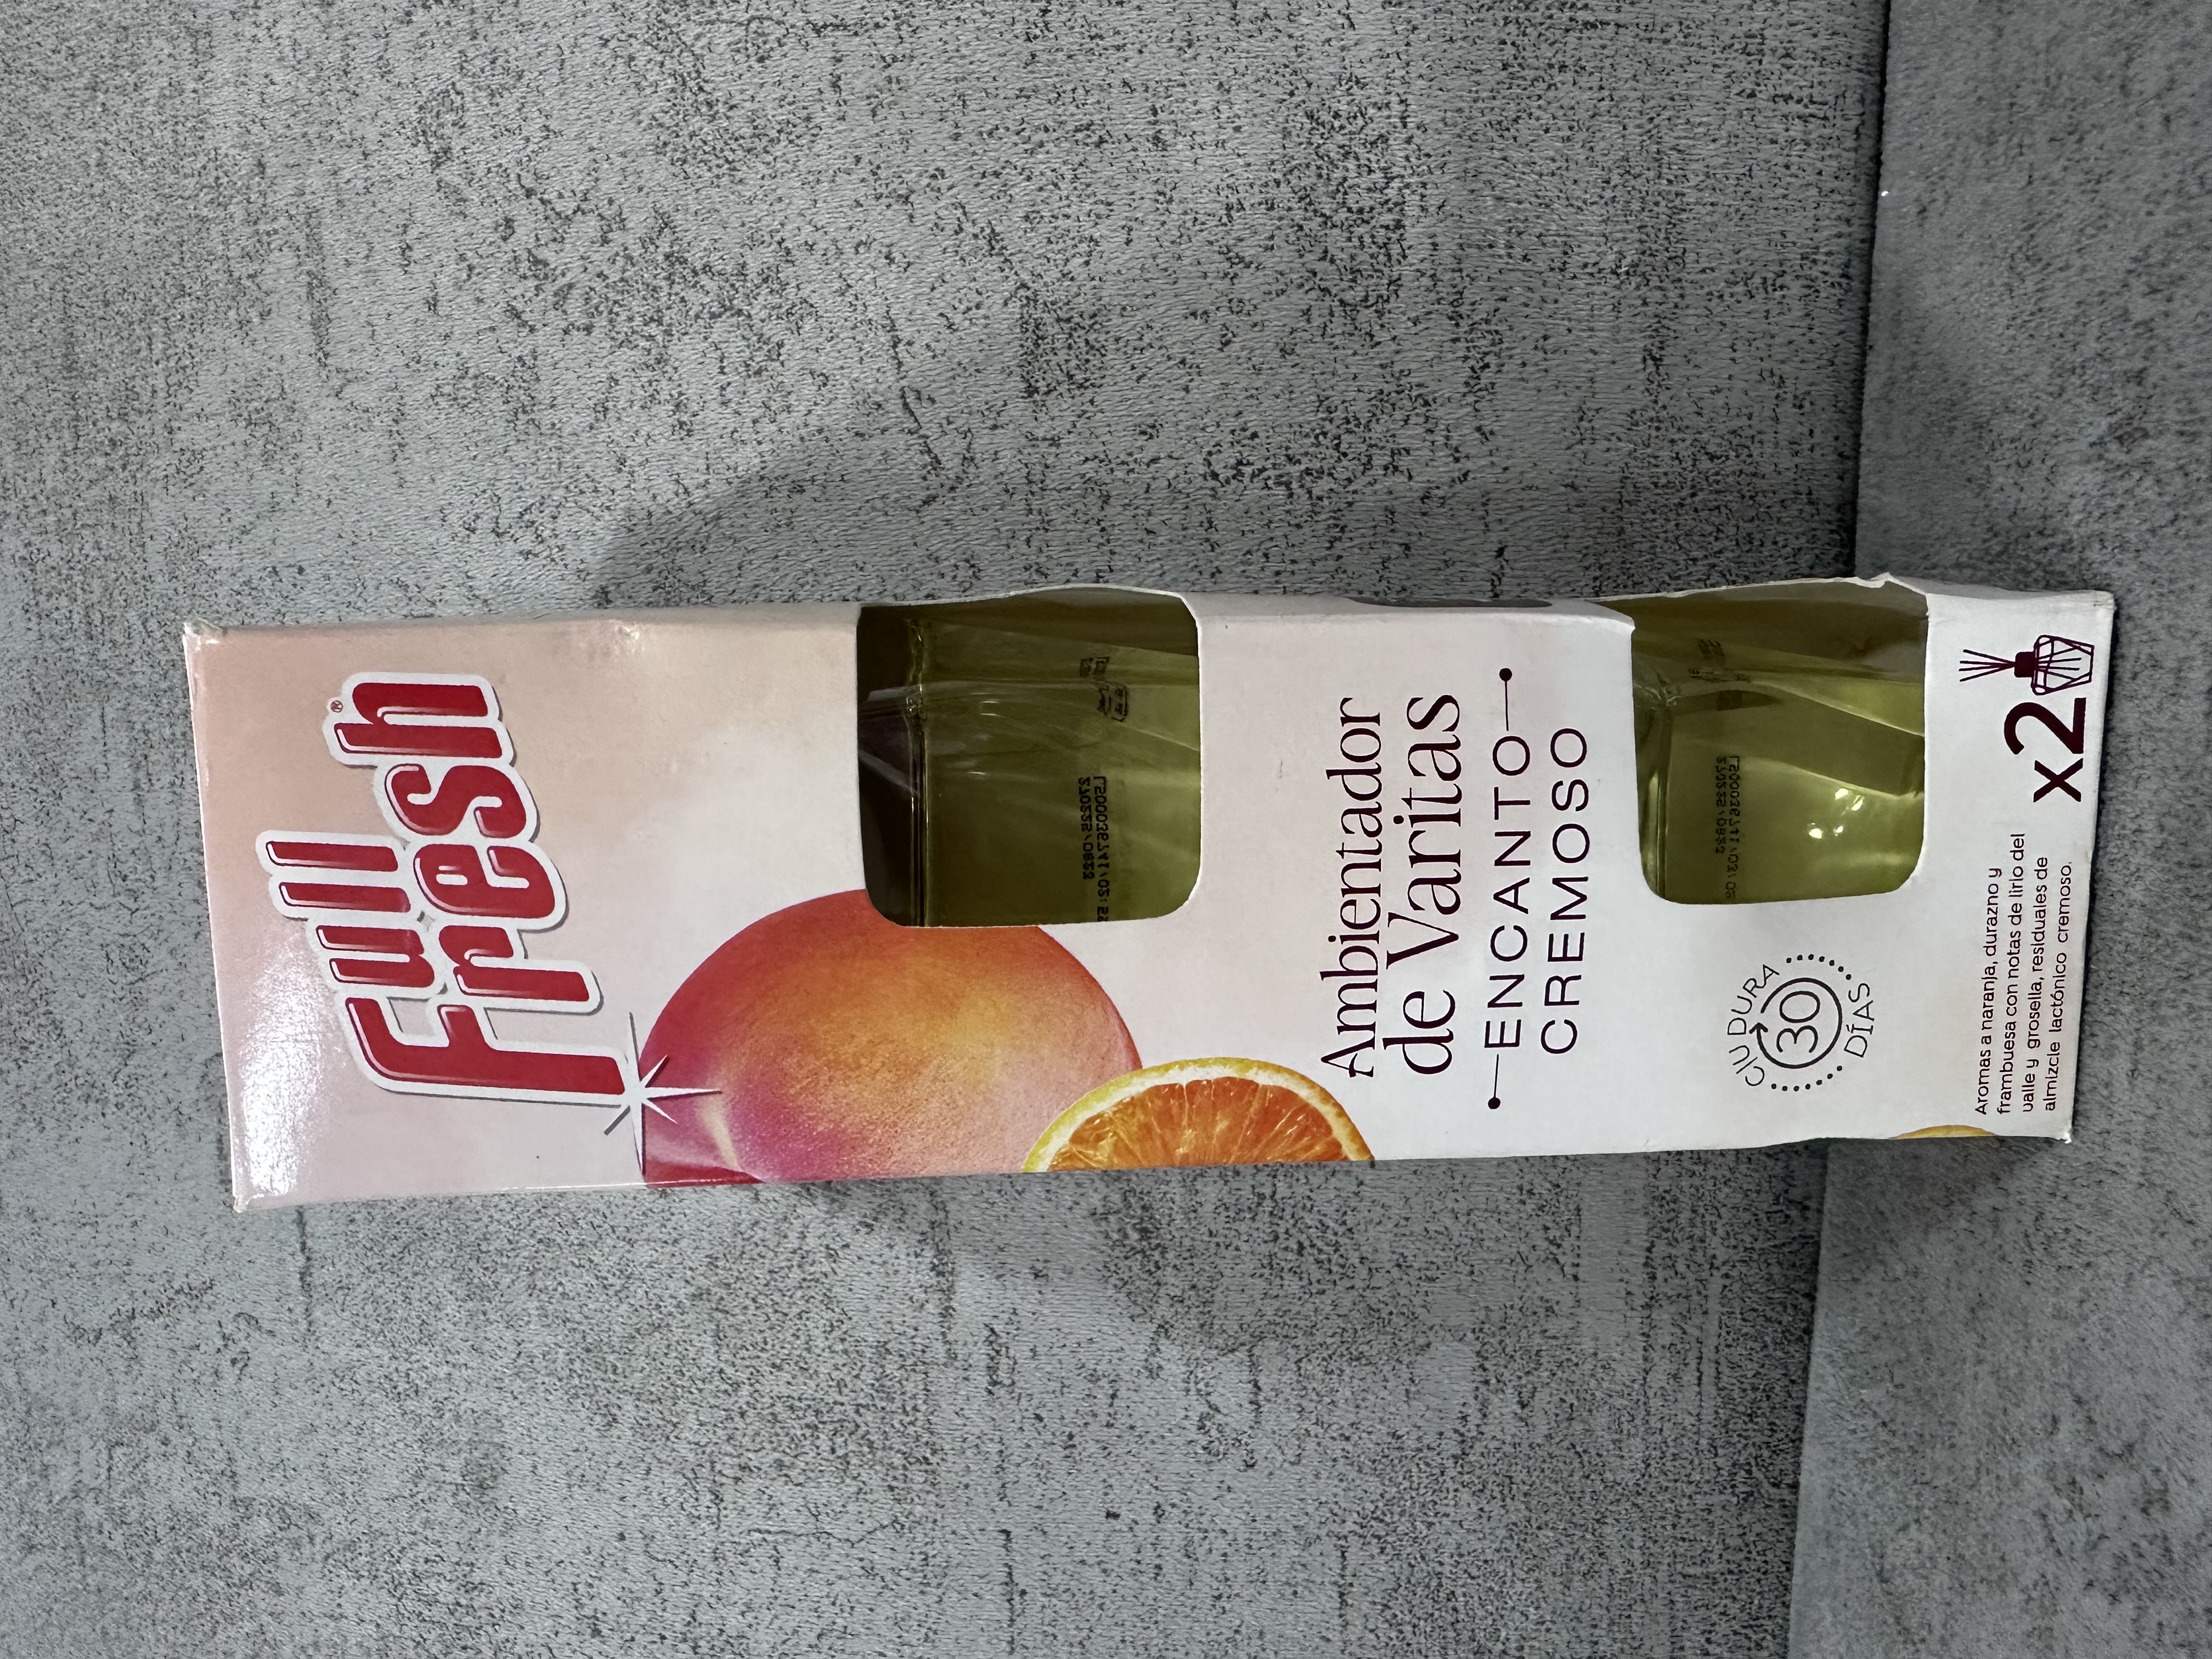 Full
Fresh®
Ambientador
de Varitas
ENCANTO
CREMOSO
C/U DURA
30
DÍAS
Aromas a naranja, durazno y
frambuesa con notas de lirio del
valle y grosella, residuales de
almizcle lactónico cremoso.
x2